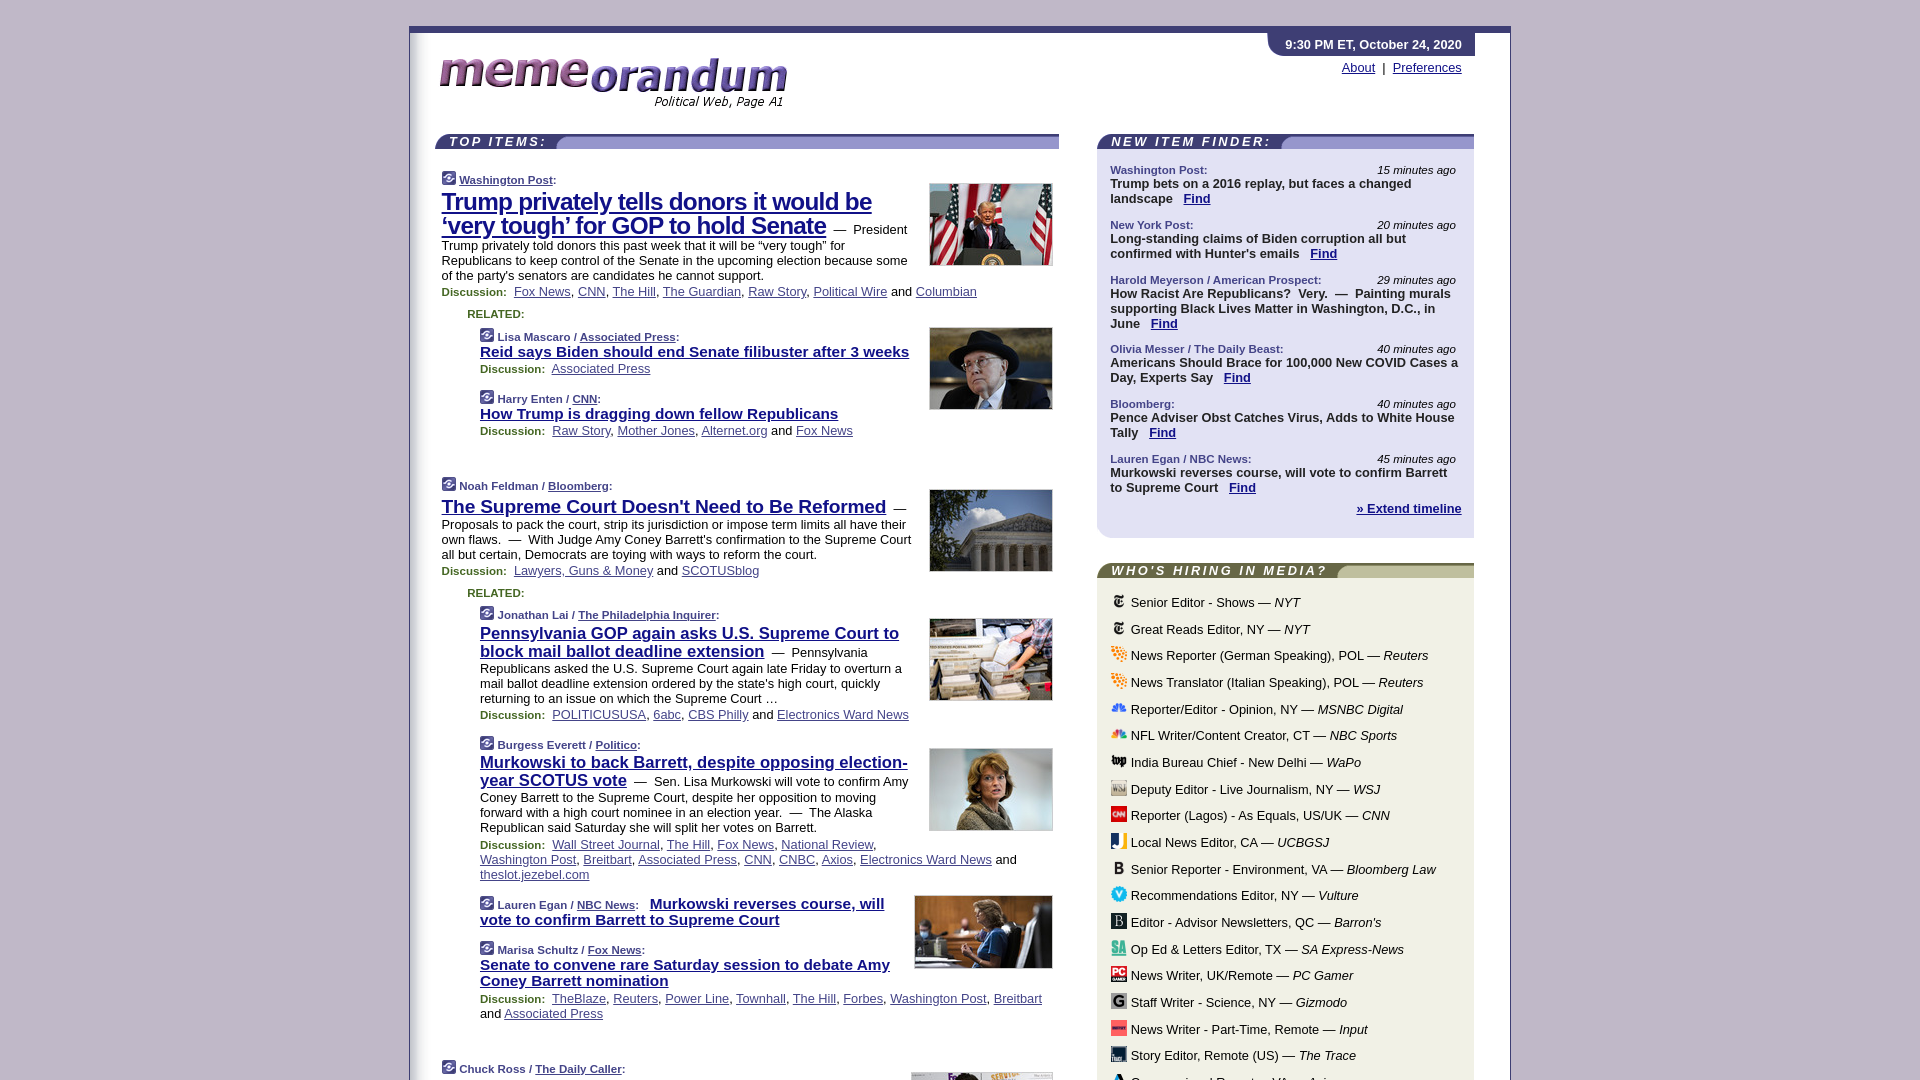 9:30 PM ET, October 24, 2020
memeorandum
Political Web, Page A1
About | Preferences
TOP ITEMS:
Washington Post:
Trump privately tells donors it would be
‘very tough’ for GOP to hold Senate — President
Trump privately told donors this past week that it will be “very tough” for
Republicans to keep control of the Senate in the upcoming election because some
of the party's senators are candidates he cannot support.
Discussion: Fox News, CNN, The Hill, The Guardian, Raw Story, Political Wire and Columbian
RELATED:
Lisa Mascaro / Associated Press:
Reid says Biden should end Senate filibuster after 3 weeks
Discussion: Associated Press
Harry Enten / CNN:
How Trump is dragging down fellow Republicans
Discussion: Raw Story, Mother Jones, Alternet.org and Fox News
Noah Feldman / Bloomberg:
The Supreme Court Doesn't Need to Be Reformed —
Proposals to pack the court, strip its jurisdiction or impose term limits all have their
own flaws. — With Judge Amy Coney Barrett's confirmation to the Supreme Court
all but certain, Democrats are toying with ways to reform the court.
Discussion: Lawyers, Guns & Money and SCOTUSblog
RELATED:
Jonathan Lai / The Philadelphia Inquirer:
Pennsylvania GOP again asks U.S. Supreme Court to
block mail ballot deadline extension — Pennsylvania
Republicans asked the U.S. Supreme Court again late Friday to overturn a
mail ballot deadline extension ordered by the state's high court, quickly
returning to an issue on which the Supreme Court …
Discussion: POLITICUSUSA, 6abc, CBS Philly and Electronics Ward News
Burgess Everett / Politico:
Murkowski to back Barrett, despite opposing election-
year SCOTUS vote — Sen. Lisa Murkowski will vote to confirm Amy
Coney Barrett to the Supreme Court, despite her opposition to moving
forward with a high court nominee in an election year. — The Alaska
Republican said Saturday she will split her votes on Barrett.
Discussion: Wall Street Journal, The Hill, Fox News, National Review,
Washington Post, Breitbart, Associated Press, CNN, CNBC, Axios, Electronics Ward News and
theslot.jezebel.com
Lauren Egan / NBC News: Murkowski reverses course, will
vote to confirm Barrett to Supreme Court
Marisa Schultz / Fox News:
Senate to convene rare Saturday session to debate Amy
Coney Barrett nomination
Discussion: TheBlaze, Reuters, Power Line, Townhall, The Hill, Forbes, Washington Post, Breitbart
and Associated Press
Chuck Ross / The Daily Caller:
NEW ITEM FINDER:
Washington Post: 15 minutes ago
Trump bets on a 2016 replay, but faces a changed
landscape Find
New York Post: 20 minutes ago
Long-standing claims of Biden corruption all but
confirmed with Hunter's emails Find
Harold Meyerson / American Prospect: 29 minutes ago
How Racist Are Republicans? Very. — Painting murals
supporting Black Lives Matter in Washington, D.C., in
June Find
Olivia Messer / The Daily Beast: 40 minutes ago
Americans Should Brace for 100,000 New COVID Cases a
Day, Experts Say Find
Bloomberg: 40 minutes ago
Pence Adviser Obst Catches Virus, Adds to White House
Tally Find
Lauren Egan / NBC News: 45 minutes ago
Murkowski reverses course, will vote to confirm Barrett
to Supreme Court Find
» Extend timeline
WHO'S HIRING IN MEDIA?
Senior Editor - Shows — NYT
Great Reads Editor, NY — NYT
News Reporter (German Speaking), POL — Reuters
News Translator (Italian Speaking), POL — Reuters
Reporter/Editor - Opinion, NY — MSNBC Digital
NFL Writer/Content Creator, CT — NBC Sports
wp India Bureau Chief - New Delhi — WaPo
WSJ Deputy Editor - Live Journalism, NY — WSJ
CNN Reporter (Lagos) - As Equals, US/UK — CNN
J Local News Editor, CA — UCBGSJ
B Senior Reporter - Environment, VA — Bloomberg Law
V Recommendations Editor, NY — Vulture
B Editor - Advisor Newsletters, QC — Barron's
SA Op Ed & Letters Editor, TX — SA Express-News
PC GAMER News Writer, UK/Remote — PC Gamer
G Staff Writer - Science, NY — Gizmodo
News Writer - Part-Time, Remote — Input
Story Editor, Remote (US) — The Trace